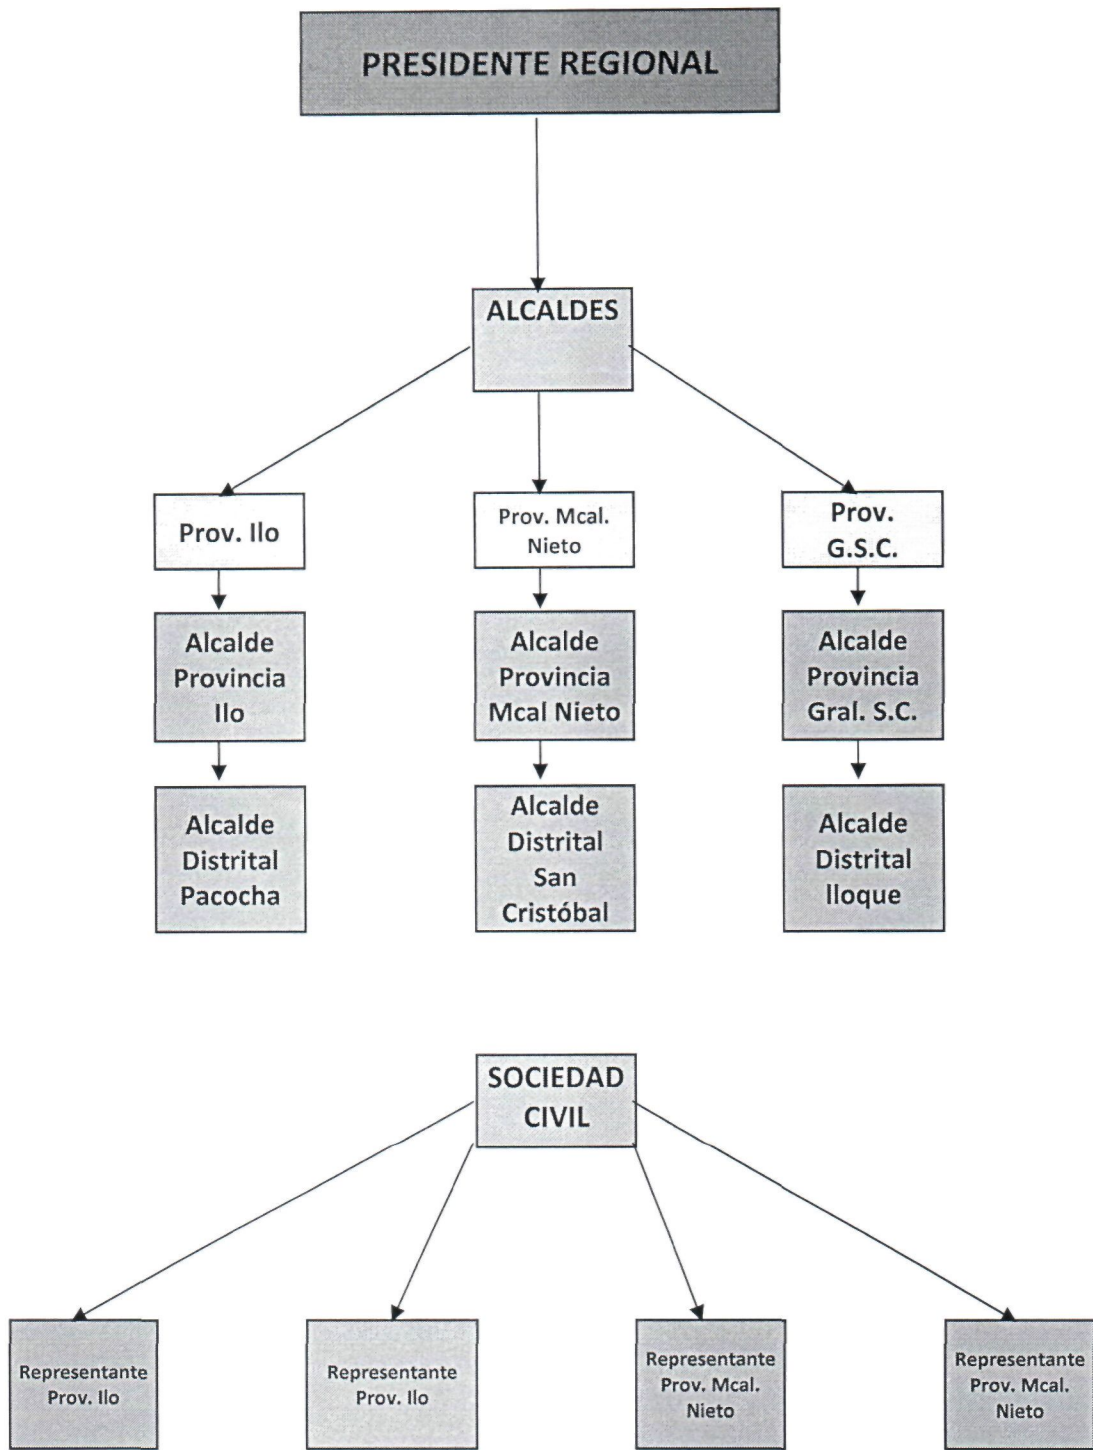 PRESIDENTE REGIONAL
ALCALDES
Prov. Ilo
Prov. Mcal.
Nieto
Prov.
G.S.C.
Alcalde
Provincia
Ilo
Alcalde
Provincia
Mcal Nieto
Alcalde
Provincia
Gral. S.C.
Alcalde
Distrital
Pacocha
Alcalde
Distrital
San
Cristóbal
Alcalde
Distrital
lloque
SOCIEDAD
CIVIL
Representante
Prov. Ilo
Representante
Prov. Ilo
Representante
Prov. Mcal.
Nieto
Representante
Prov. Mcal.
Nieto